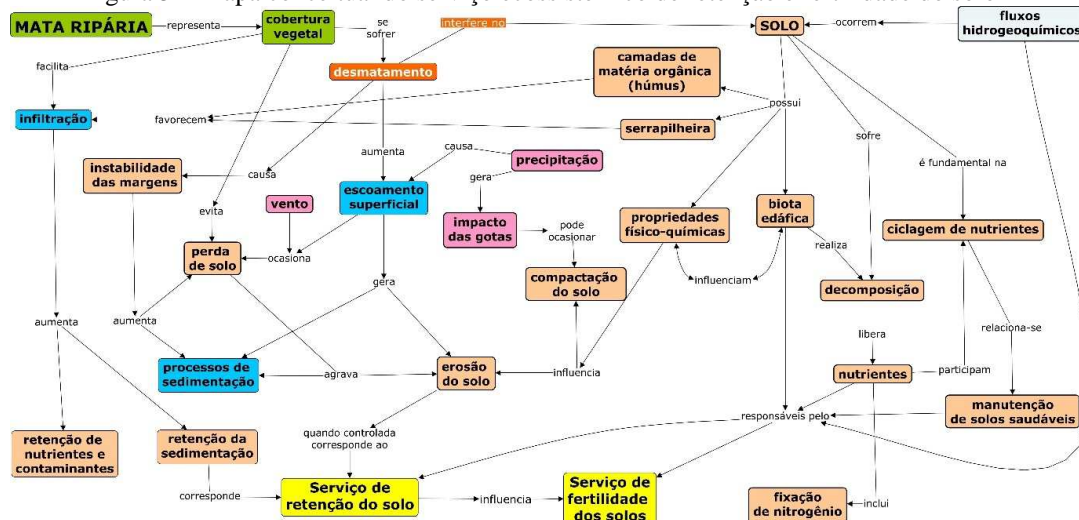 MATA RIPÁRIA
representa
cobertura
vegetal
se
sofrer
interfere no
SOLO
ocorrem
fluxos
hidrogeoquímicos
facilita
desmatamento
camadas de
matéria orgânica
(húmus)
possui
infiltração
favorecem
serrapilheira
sofre
aumenta
causa
precipitação
é fundamental na
instabilidade
das margens
causa
gera
vento
escoamento
superficial
impacto
das gotas
pode
ocasionar
propriedades
físico-químicas
biota
edáfica
ciclagem de nutrientes
evita
realiza
perda
de solo
ocasiona
gera
compactação
do solo
influenciam
decomposição
aumenta
aumenta
libera
relaciona-se
processos de
sedimentação
agrava
erosão
do solo
influencia
nutrientes
participam
manutenção
de solos saudáveis
responsáveis pelo
retenção de
nutrientes e
contaminantes
retenção da
sedimentação
quando controlada
corresponde ao
corresponde
Serviço de
retenção do solo
influencia
Serviço de
fertilidade
dos solos
fixação
de nitrogênio
inclui